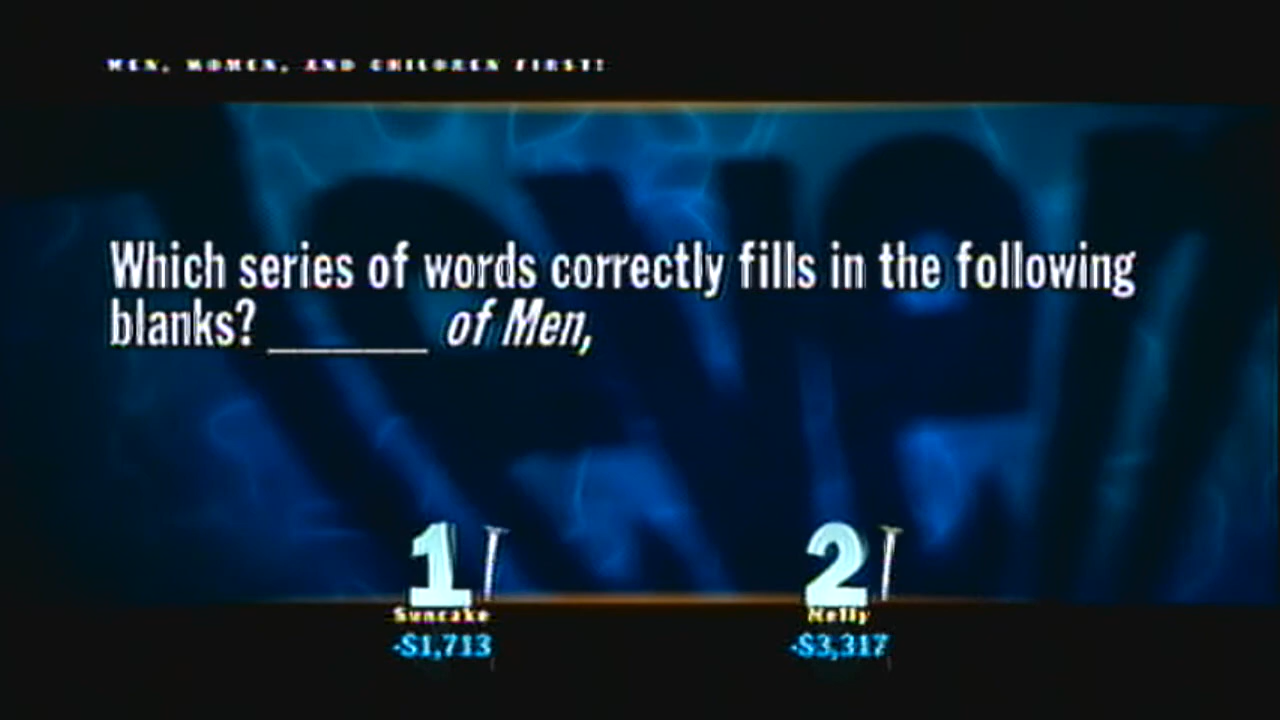 MEN, WOMEN, AND CHILDREN FIRST!
Which series of words correctly fills in the following
blanks? ______ of Men,
1 2
Suncake Nelly
-$1,713 -$3,317